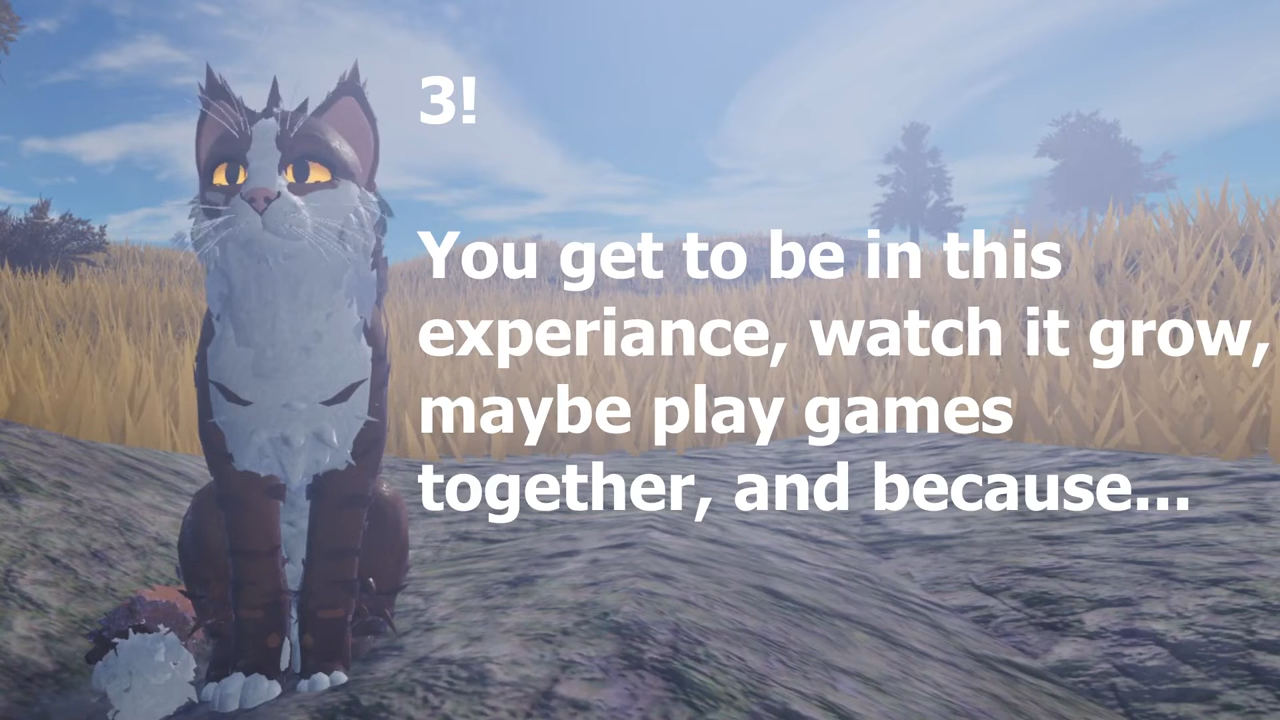 3!
You get to be in this
experiance, watch it grow,
maybe play games
together, and because...